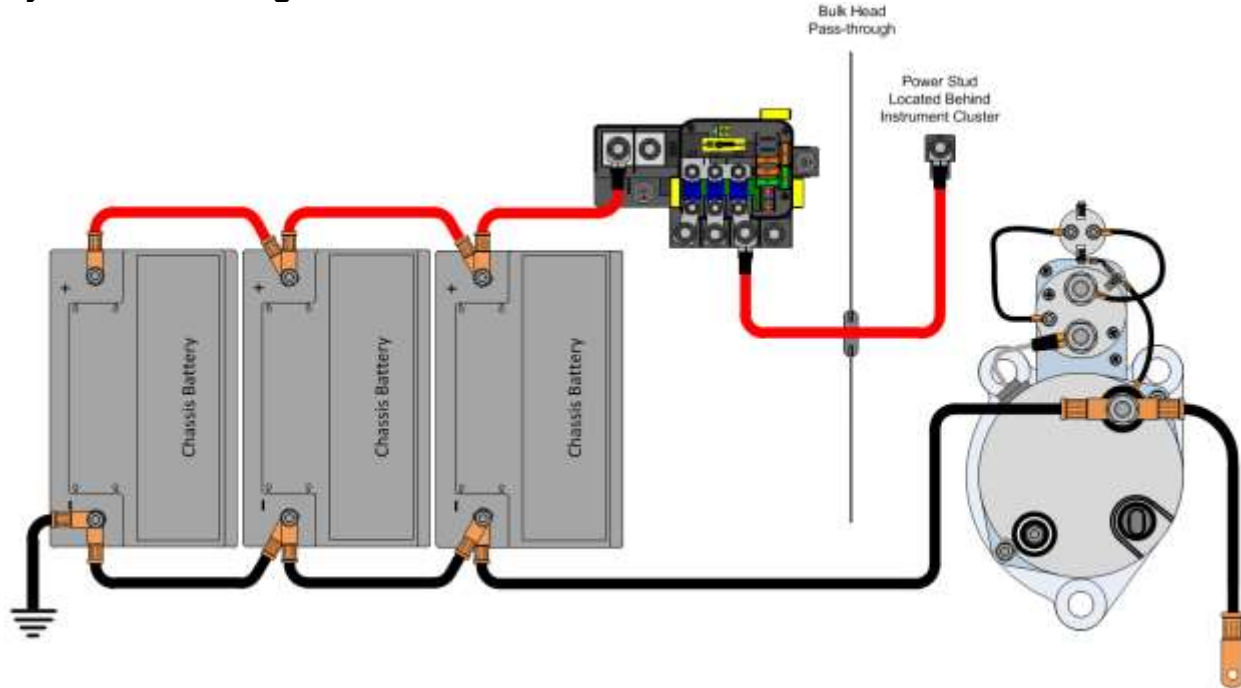 Bulk Head
Pass-through
Power Stud
Located Behind
Instrument Cluster
+
+
+
Chassis Battery
Chassis Battery
Chassis Battery
-
-
-